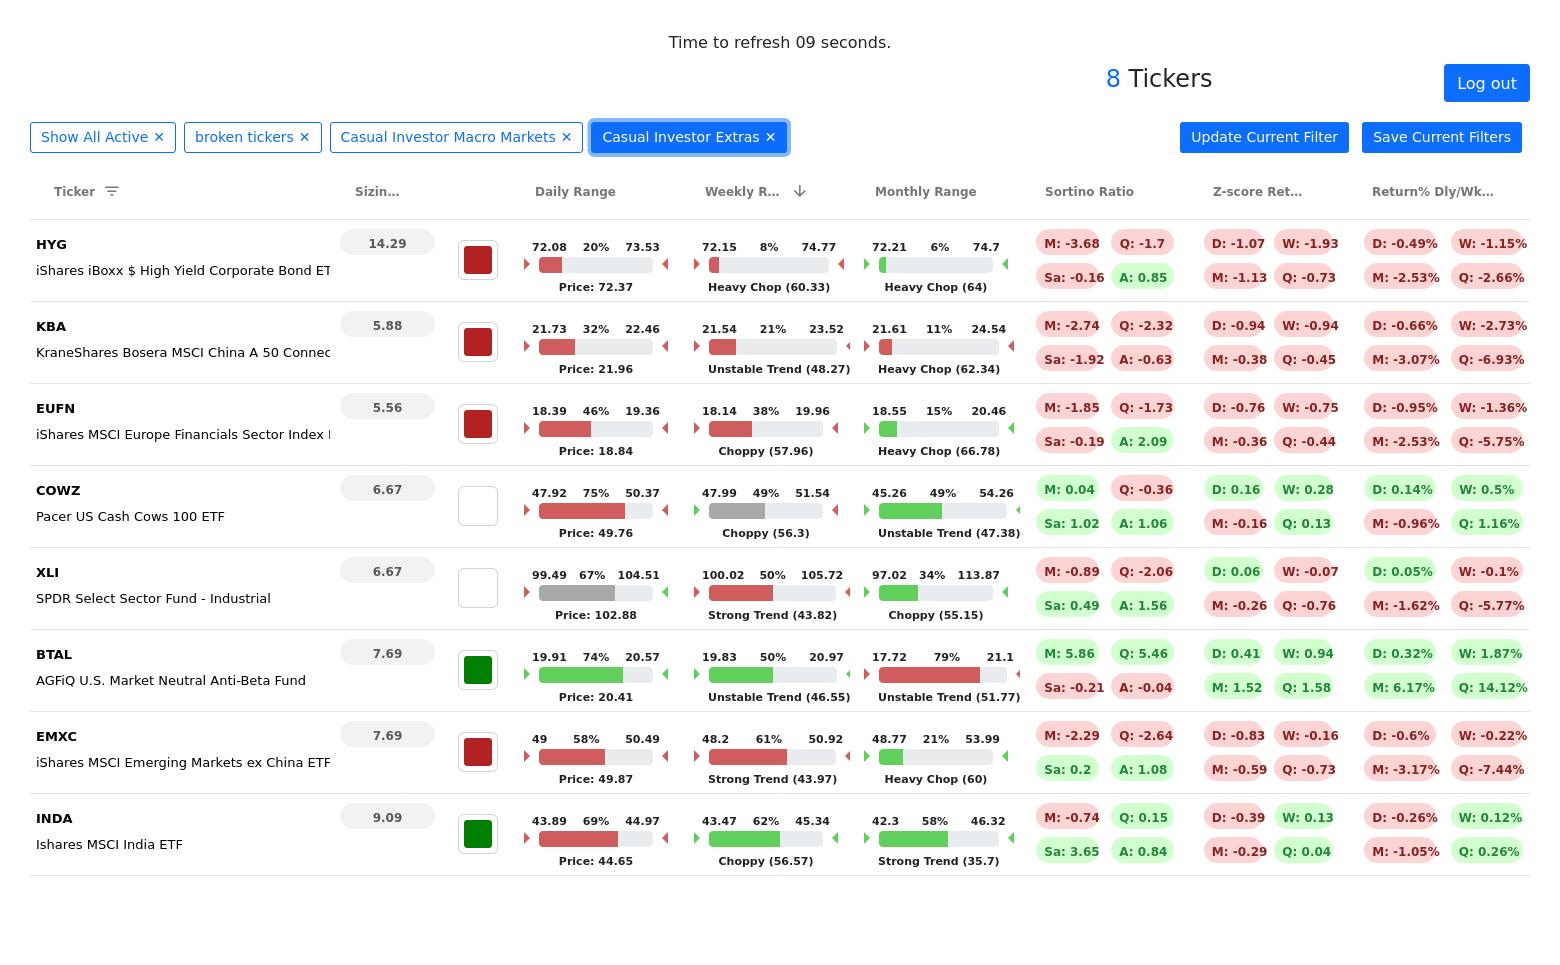 Time to refresh 09 seconds.
8 Tickers
Log out
Show All Active ✕ broken tickers ✕ Casual Investor Macro Markets ✕ Casual Investor Extras ✕ Update Current Filter Save Current Filters
Ticker Sizin... Daily Range Weekly R... Monthly Range Sortino Ratio Z-score Ret... Return% Dly/Wk...
HYG 14.29 72.08 20% 73.53 72.15 8% 74.77 72.21 6% 74.7 M: -3.68 Q: -1.7 D: -1.07 W: -1.93 D: -0.49% W: -1.15%
iShares iBoxx $ High Yield Corporate Bond ET Sa: -0.16 A: 0.85 M: -1.13 Q: -0.73 M: -2.53% Q: -2.66%
Price: 72.37 Heavy Chop (60.33) Heavy Chop (64)
KBA 5.88 21.73 32% 22.46 21.54 21% 23.52 21.61 11% 24.54 M: -2.74 Q: -2.32 D: -0.94 W: -0.94 D: -0.66% W: -2.73%
KraneShares Bosera MSCI China A 50 Connec Sa: -1.92 A: -0.63 M: -0.38 Q: -0.45 M: -3.07% Q: -6.93%
Price: 21.96 Unstable Trend (48.27) Heavy Chop (62.34)
EUFN 5.56 18.39 46% 19.36 18.14 38% 19.96 18.55 15% 20.46 M: -1.85 Q: -1.73 D: -0.76 W: -0.75 D: -0.95% W: -1.36%
iShares MSCI Europe Financials Sector Index Sa: -0.19 A: 2.09 M: -0.36 Q: -0.44 M: -2.53% Q: -5.75%
Price: 18.84 Choppy (57.96) Heavy Chop (66.78)
COWZ 6.67 47.92 75% 50.37 47.99 49% 51.54 45.26 49% 54.26 M: 0.04 Q: -0.36 D: 0.16 W: 0.28 D: 0.14% W: 0.5%
Pacer US Cash Cows 100 ETF Sa: 1.02 A: 1.06 M: -0.16 Q: 0.13 M: -0.96% Q: 1.16%
Price: 49.76 Choppy (56.3) Unstable Trend (47.38)
XLI 6.67 99.49 67% 104.51 100.02 50% 105.72 97.02 34% 113.87 M: -0.89 Q: -2.06 D: 0.06 W: -0.07 D: 0.05% W: -0.1%
SPDR Select Sector Fund - Industrial Sa: 0.49 A: 1.56 M: -0.26 Q: -0.76 M: -1.62% Q: -5.77%
Price: 102.88 Strong Trend (43.82) Choppy (55.15)
BTAL 7.69 19.91 74% 20.57 19.83 50% 20.97 17.72 79% 21.1 M: 5.86 Q: 5.46 D: 0.41 W: 0.94 D: 0.32% W: 1.87%
AGFiQ U.S. Market Neutral Anti-Beta Fund Sa: -0.21 A: -0.04 M: 1.52 Q: 1.58 M: 6.17% Q: 14.12%
Price: 20.41 Unstable Trend (46.55) Unstable Trend (51.77)
EMXC 7.69 49 58% 50.49 48.2 61% 50.92 48.77 21% 53.99 M: -2.29 Q: -2.64 D: -0.83 W: -0.16 D: -0.6% W: -0.22%
iShares MSCI Emerging Markets ex China ETF Sa: 0.2 A: 1.08 M: -0.59 Q: -0.73 M: -3.17% Q: -7.44%
Price: 49.87 Strong Trend (43.97) Heavy Chop (60)
INDA 9.09 43.89 69% 44.97 43.47 62% 45.34 42.3 58% 46.32 M: -0.74 Q: 0.15 D: -0.39 W: 0.13 D: -0.26% W: 0.12%
Ishares MSCI India ETF Sa: 3.65 A: 0.84 M: -0.29 Q: 0.04 M: -1.05% Q: 0.26%
Price: 44.65 Choppy (56.57) Strong Trend (35.7)